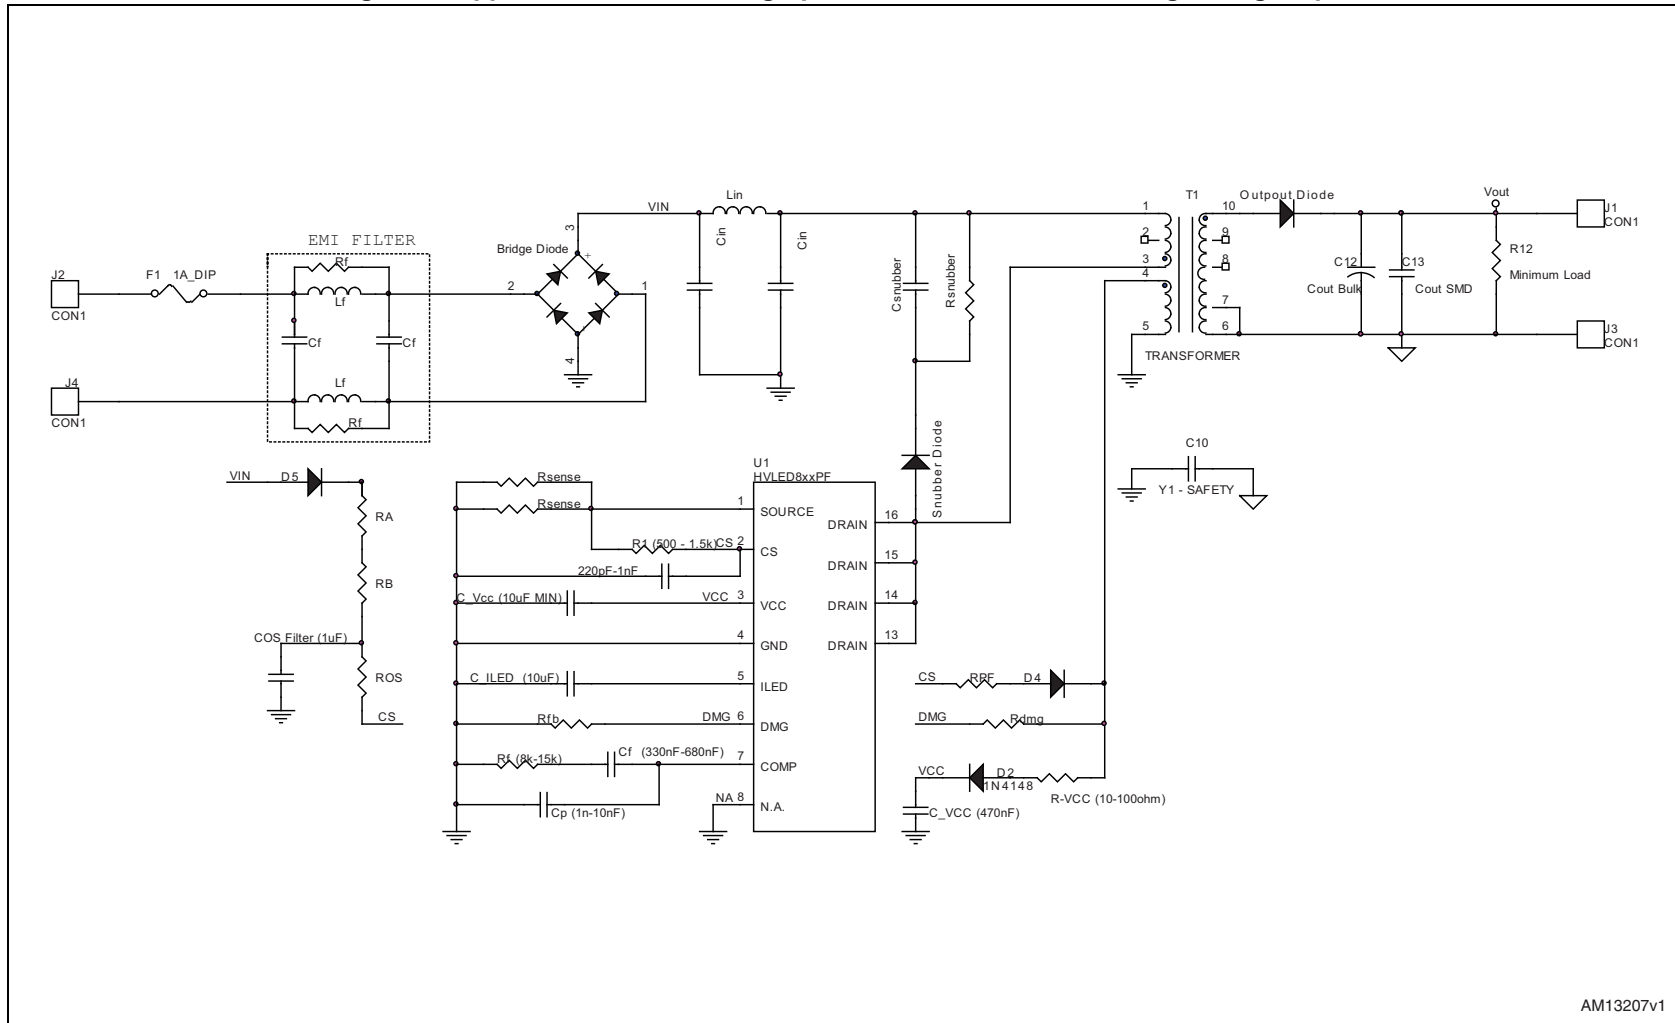 Lin
VIN
T1
Outpout Diode
Vout
1
10
J1
CON1
EMI FILTER
Rf
3
Bridge Diode
+
Cin
Cin
2
9
R12
J2
F1 1A_DIP
Lf
2
1
Csnubber
Rsnubber
3
8
C12
C13
Minimum Load
CON1
4
Cout Bulk
Cout SMD
7
Cf
Cf
4
5
6
J3
CON1
TRANSFORMER
J4
Lf
CON1
Rf
Snubber Diode
C10
Y1 - SAFETY
VIN
D5
U1
HVLED8xxPF
Rsense
Rsense
1
SOURCE
16
DRAIN
RA
R1 (500 - 1.5k)
CS 2
CS
15
DRAIN
RB
220pF-1nF
C_Vcc (10uF MIN)
VCC 3
VCC
14
DRAIN
COS Filter (1uF)
4
GND
13
DRAIN
ROS
C_ILED (10uF)
5
ILED
CS
RPF
D4
CS
Rfb
DMG 6
DMG
DMG
Rdmg
Rf (8k-15k)
Cf (330nF-680nF)
7
COMP
VCC
D2
1N4148
R-VCC (10-100ohm)
Cp (1n-10nF)
NA 8
N.A.
C_VCC (470nF)
AM13207v1